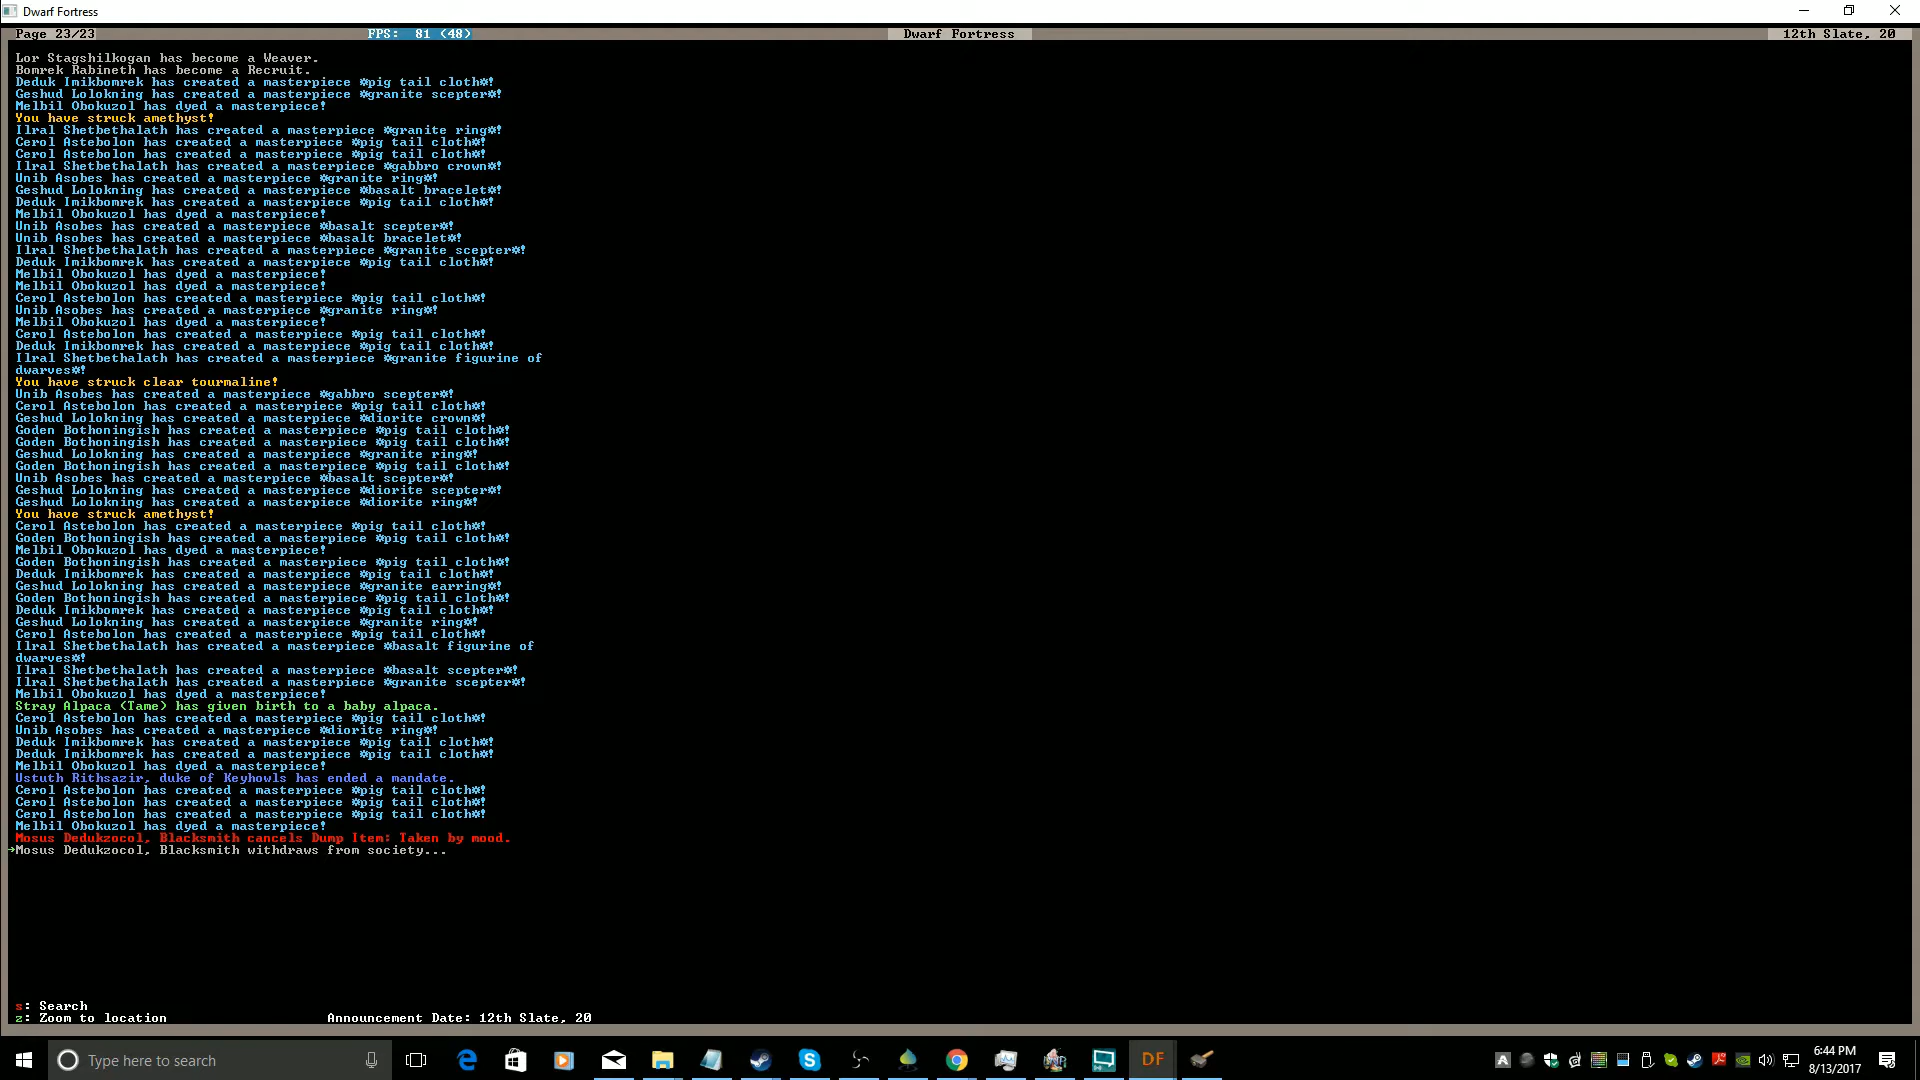 Dwarf Fortress
Page 23/23 FPS: 81 (48) Dwarf Fortress 12th Slate, 20
Lor Stagshilkogan has become a Weaver.
Bomrek Rabineth has become a Recruit.
Deduk Imikbomrek has created a masterpiece ☼pig tail cloth☼!
Geshud Lolokning has created a masterpiece ☼granite scepter☼!
Melbil Obokuzol has dyed a masterpiece!
You have struck amethyst!
Ilral Shetbethalath has created a masterpiece ☼granite ring☼!
Cerol Astebolon has created a masterpiece ☼pig tail cloth☼!
Cerol Astebolon has created a masterpiece ☼pig tail cloth☼!
Ilral Shetbethalath has created a masterpiece ☼gabbro crown☼!
Unib Asobes has created a masterpiece ☼granite ring☼!
Geshud Lolokning has created a masterpiece ☼basalt bracelet☼!
Deduk Imikbomrek has created a masterpiece ☼pig tail cloth☼!
Melbil Obokuzol has dyed a masterpiece!
Unib Asobes has created a masterpiece ☼basalt scepter☼!
Unib Asobes has created a masterpiece ☼basalt bracelet☼!
Ilral Shetbethalath has created a masterpiece ☼granite scepter☼!
Deduk Imikbomrek has created a masterpiece ☼pig tail cloth☼!
Melbil Obokuzol has dyed a masterpiece!
Melbil Obokuzol has dyed a masterpiece!
Cerol Astebolon has created a masterpiece ☼pig tail cloth☼!
Unib Asobes has created a masterpiece ☼granite ring☼!
Melbil Obokuzol has dyed a masterpiece!
Cerol Astebolon has created a masterpiece ☼pig tail cloth☼!
Deduk Imikbomrek has created a masterpiece ☼pig tail cloth☼!
Ilral Shetbethalath has created a masterpiece ☼granite figurine of
dwarves☼!
You have struck clear tourmaline!
Unib Asobes has created a masterpiece ☼gabbro scepter☼!
Cerol Astebolon has created a masterpiece ☼pig tail cloth☼!
Geshud Lolokning has created a masterpiece ☼diorite crown☼!
Goden Bothoningish has created a masterpiece ☼pig tail cloth☼!
Goden Bothoningish has created a masterpiece ☼pig tail cloth☼!
Geshud Lolokning has created a masterpiece ☼granite ring☼!
Goden Bothoningish has created a masterpiece ☼pig tail cloth☼!
Unib Asobes has created a masterpiece ☼basalt scepter☼!
Geshud Lolokning has created a masterpiece ☼diorite scepter☼!
Geshud Lolokning has created a masterpiece ☼diorite ring☼!
You have struck amethyst!
Cerol Astebolon has created a masterpiece ☼pig tail cloth☼!
Goden Bothoningish has created a masterpiece ☼pig tail cloth☼!
Melbil Obokuzol has dyed a masterpiece!
Goden Bothoningish has created a masterpiece ☼pig tail cloth☼!
Deduk Imikbomrek has created a masterpiece ☼pig tail cloth☼!
Geshud Lolokning has created a masterpiece ☼granite earring☼!
Goden Bothoningish has created a masterpiece ☼pig tail cloth☼!
Deduk Imikbomrek has created a masterpiece ☼pig tail cloth☼!
Geshud Lolokning has created a masterpiece ☼granite ring☼!
Cerol Astebolon has created a masterpiece ☼pig tail cloth☼!
Ilral Shetbethalath has created a masterpiece ☼basalt figurine of
dwarves☼!
Ilral Shetbethalath has created a masterpiece ☼basalt scepter☼!
Ilral Shetbethalath has created a masterpiece ☼granite scepter☼!
Melbil Obokuzol has dyed a masterpiece!
Stray Alpaca (Tame) has given birth to a baby alpaca.
Cerol Astebolon has created a masterpiece ☼pig tail cloth☼!
Unib Asobes has created a masterpiece ☼diorite ring☼!
Deduk Imikbomrek has created a masterpiece ☼pig tail cloth☼!
Deduk Imikbomrek has created a masterpiece ☼pig tail cloth☼!
Melbil Obokuzol has dyed a masterpiece!
Ustuth Rithsazir, duke of Keyhowls has ended a mandate.
Cerol Astebolon has created a masterpiece ☼pig tail cloth☼!
Cerol Astebolon has created a masterpiece ☼pig tail cloth☼!
Cerol Astebolon has created a masterpiece ☼pig tail cloth☼!
Melbil Obokuzol has dyed a masterpiece!
Mosus Dedukzocol, Blacksmith cancels Dump Item: Taken by mood.
→Mosus Dedukzocol, Blacksmith withdraws from society...
s: Search
z: Zoom to location Announcement Date: 12th Slate, 20
Type here to search DF A 6:44 PM
8/13/2017